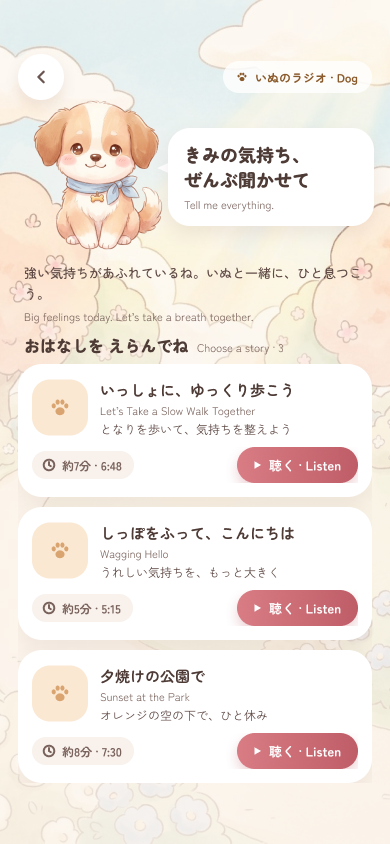 いぬのラジオ · Dog
きみの気持ち、
ぜんぶ聞かせて
Tell me everything.
強い気持ちがあふれているね。いぬと一緒に、ひと息つこ
う。
Big feelings today. Let's take a breath together.
おはなしを えらんでね Choose a story · 3
いっしょに、ゆっくり歩こう
Let's Take a Slow Walk Together
となりを歩いて、気持ちを整えよう
約7分 · 6:48
聴く · Listen
しっぽをふって、こんにちは
Wagging Hello
うれしい気持ちを、もっと大きく
約5分 · 5:15
聴く · Listen
夕焼けの公園で
Sunset at the Park
オレンジの空の下で、ひと休み
約8分 · 7:30
聴く · Listen